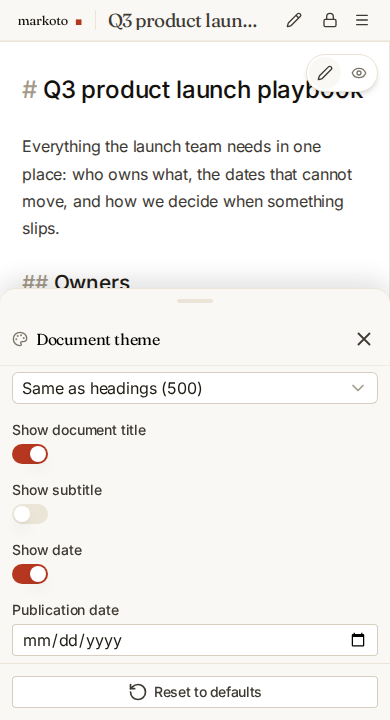 markoto
Q3 product laun...
# Q3 product launch playbook
Everything the launch team needs in one
place: who owns what, the dates that cannot
move, and how we decide when something
slips.
## Owners
Document theme
Same as headings (500)
Show document title
Show subtitle
Show date
Publication date
mm/dd/yyyy
Reset to defaults